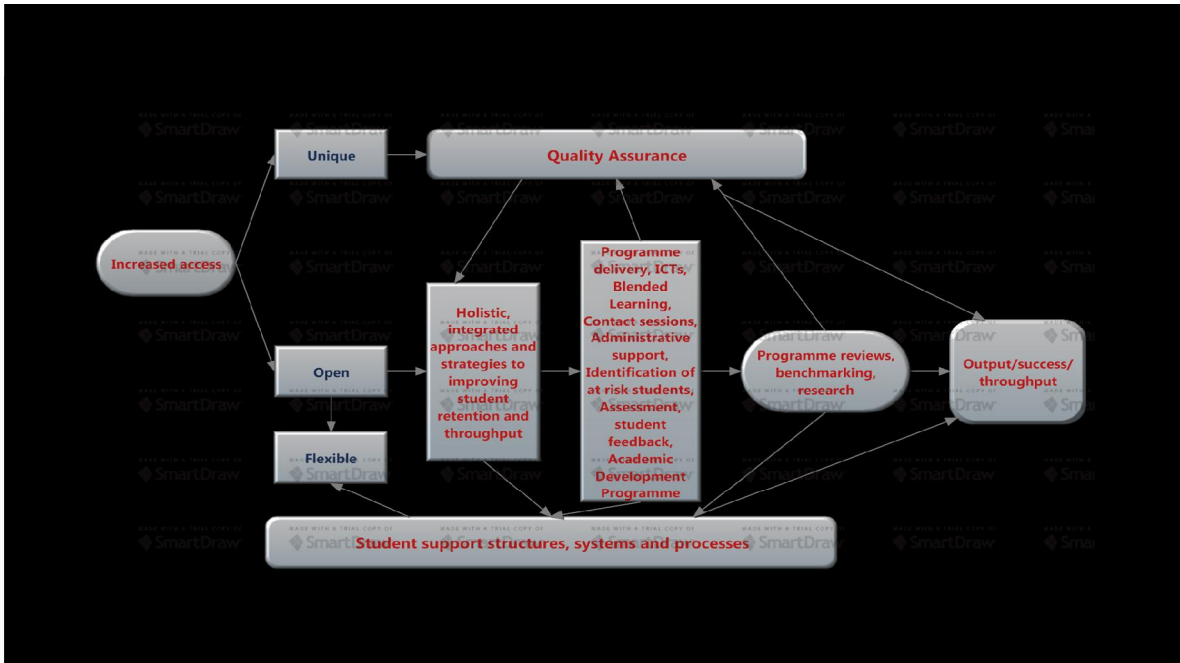 Unique
Quality Assurance
Increased access
Open
Flexible
Holistic,
integrated
approaches and
strategies to
improving
student
retention and
throughput
Programme
delivery, ICTs,
Blended
Learning,
Contact sessions,
Administrative
support,
Identification of
at risk students,
Assessment,
student
feedback,
Academic
Development
Programme
Programme reviews,
benchmarking,
research
Output/success/
throughput
Student support structures, systems and processes
MADE WITH A TRIAL COPY OF
SmartDraw